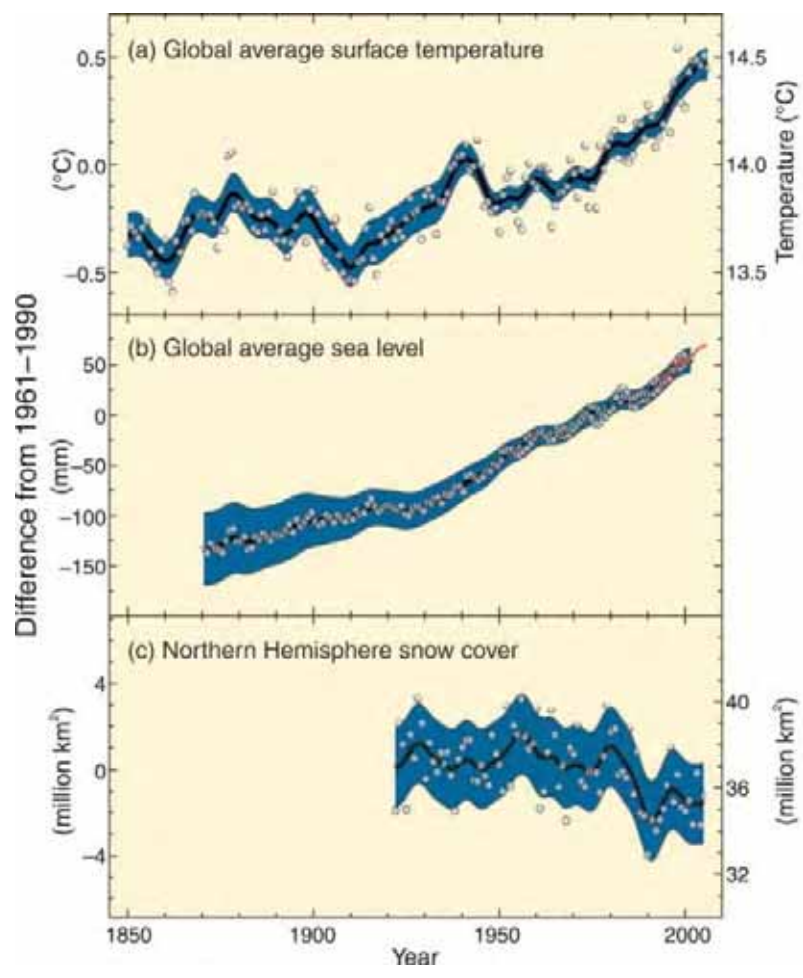 (a) Global average surface temperature
0.5
0.0
−0.5
(°C)
14.5
14.0
13.5
Temperature (°C)
Difference from 1961–1990
(b) Global average sea level
50
0
−50
−100
−150
(mm)
(c) Northern Hemisphere snow cover
4
0
−4
(million km²)
40
36
32
(million km²)
1850
1900
1950
2000
Year